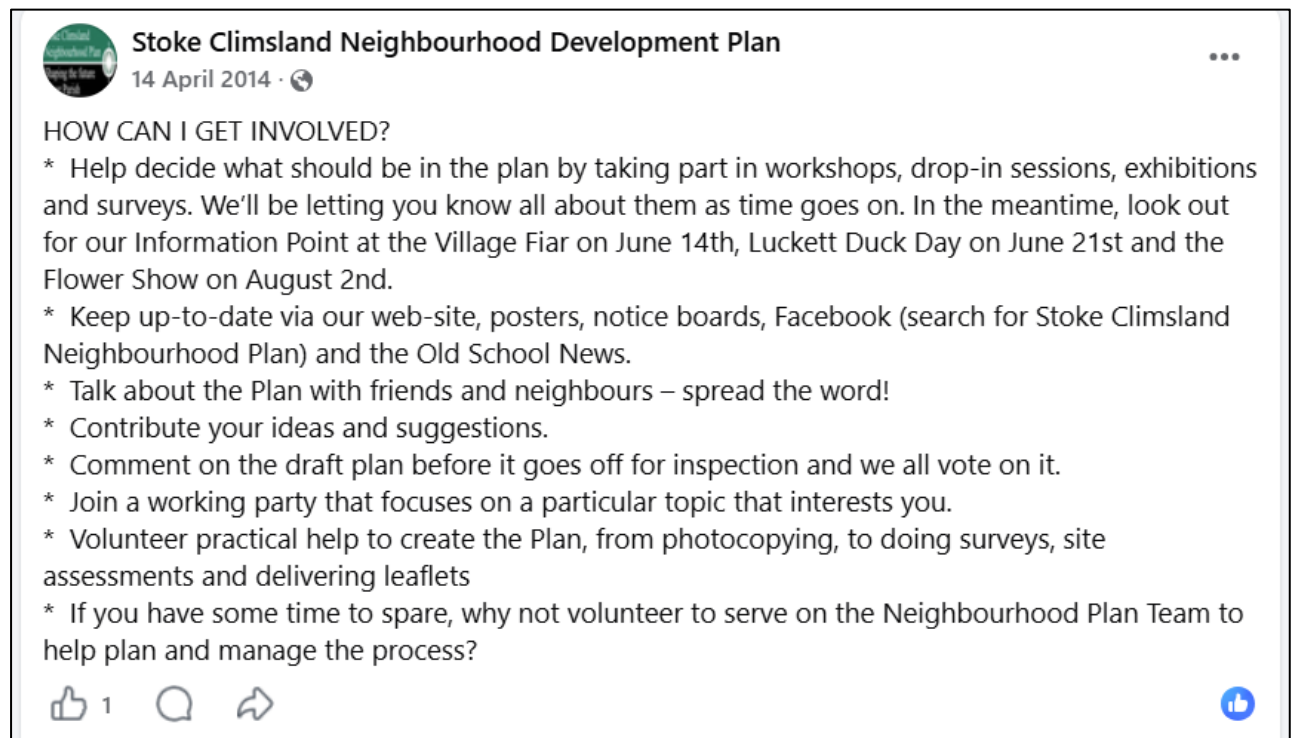 Stoke Climsland Neighbourhood Development Plan
14 April 2014 ·
HOW CAN I GET INVOLVED?
* Help decide what should be in the plan by taking part in workshops, drop-in sessions, exhibitions
and surveys. We'll be letting you know all about them as time goes on. In the meantime, look out
for our Information Point at the Village Fiar on June 14th, Luckett Duck Day on June 21st and the
Flower Show on August 2nd.
* Keep up-to-date via our web-site, posters, notice boards, Facebook (search for Stoke Climsland
Neighbourhood Plan) and the Old School News.
* Talk about the Plan with friends and neighbours – spread the word!
* Contribute your ideas and suggestions.
* Comment on the draft plan before it goes off for inspection and we all vote on it.
* Join a working party that focuses on a particular topic that interests you.
* Volunteer practical help to create the Plan, from photocopying, to doing surveys, site
assessments and delivering leaflets
* If you have some time to spare, why not volunteer to serve on the Neighbourhood Plan Team to
help plan and manage the process?
1